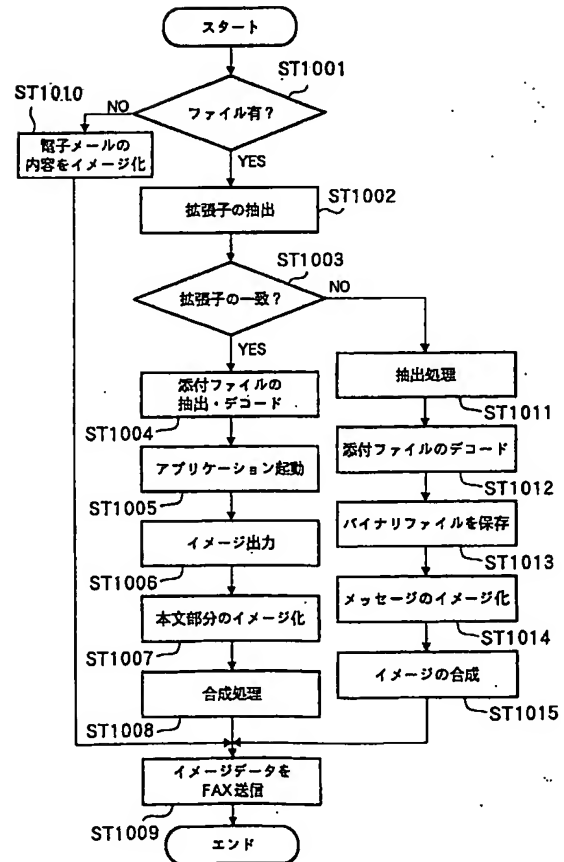 スタート
ST1001
ファイル有?
ST1010
NO
電子メールの
内容をイメージ化
YES
拡張子の抽出
ST1002
ST1003
拡張子の一致?
NO
YES
添付ファイルの
抽出・デコード
ST1004
アプリケーション起動
ST1005
イメージ出力
ST1006
本文部分のイメージ化
ST1007
合成処理
ST1008
抽出処理
ST1011
添付ファイルのデコード
ST1012
バイナリファイルを保存
ST1013
メッセージのイメージ化
ST1014
イメージの合成
ST1015
イメージデータを
FAX送信
ST1009
エンド